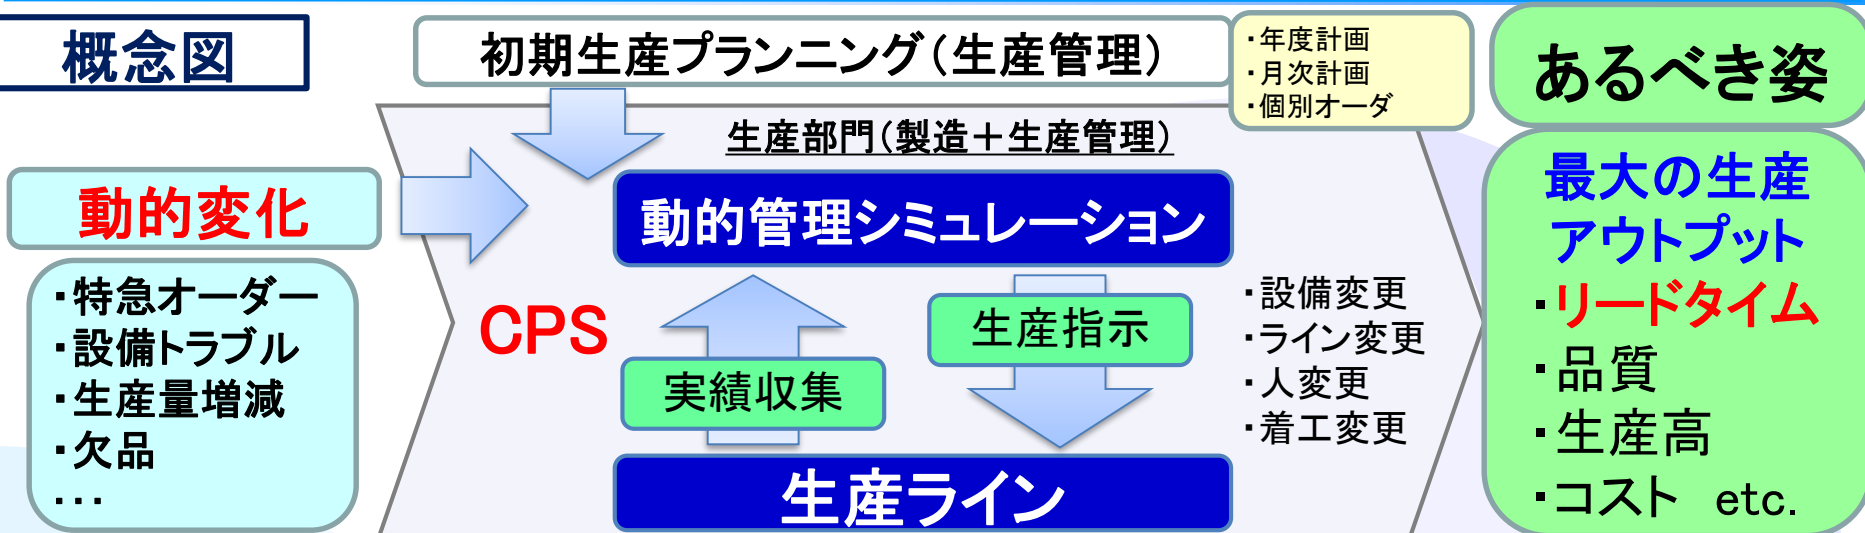 概念図
初期生産プランニング（生産管理）
・年度計画
・月次計画
・個別オーダ
あるべき姿
生産部門（製造＋生産管理）
動的変化
・特急オーダー
・設備トラブル
・生産量増減
・欠品
・・・
動的管理シミュレーション
CPS
実績収集
生産指示
・設備変更
・ライン変更
・人変更
・着工変更
生産ライン
最大の生産
アウトプット
・リードタイム
・品質
・生産高
・コスト　etc.